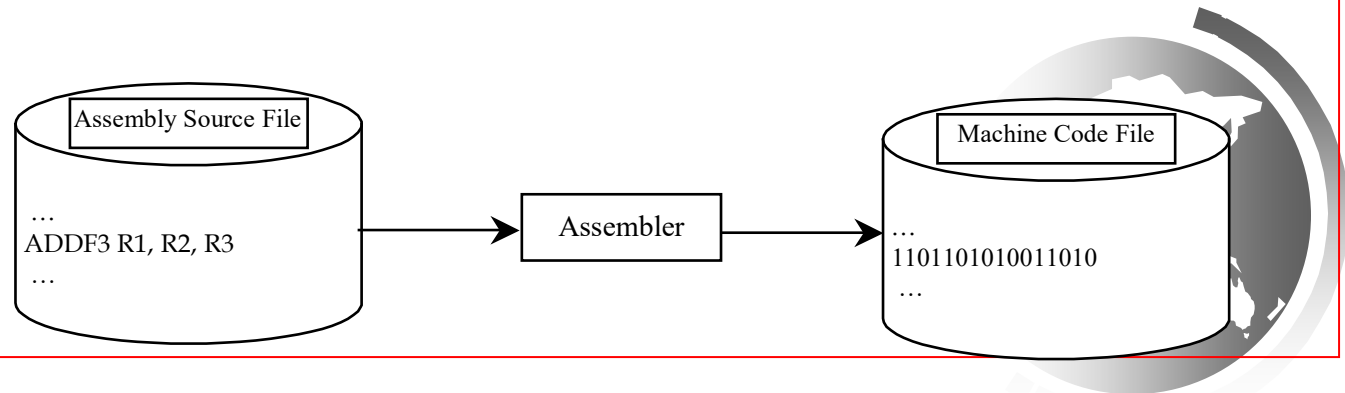 Assembly Source File
…
ADDF3 R1, R2, R3
…
Assembler
Machine Code File
…
1101101010011010
…